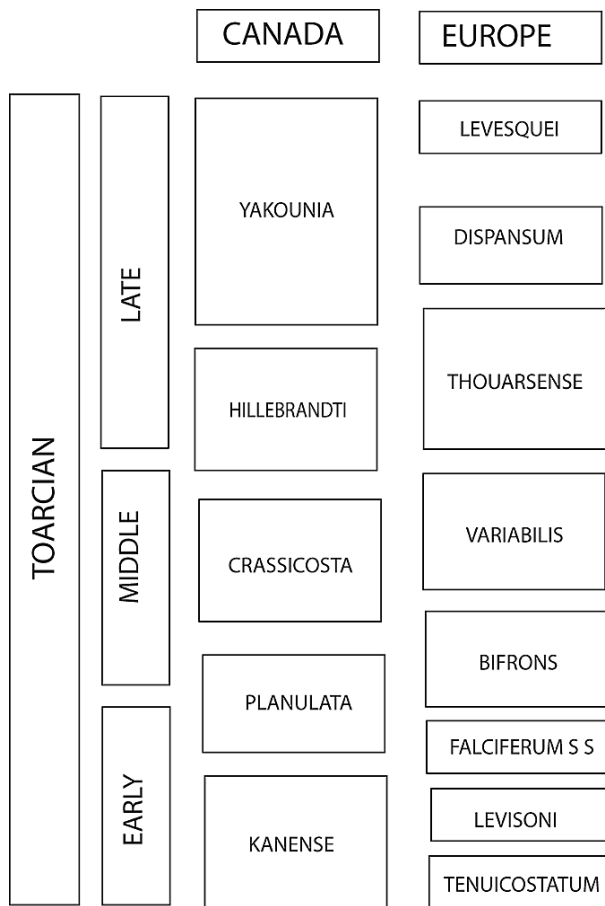 CANADA
EUROPE
TOARCIAN
LATE
MIDDLE
EARLY
YAKOUNIA
HILLEBRANDTI
CRASSICOSTA
PLANULATA
KANENSE
LEVESQUEI
DISPANSUM
THOUARSENSE
VARIABILIS
BIFRONS
FALCIFERUM S S
LEVISONI
TENUICOSTATUM